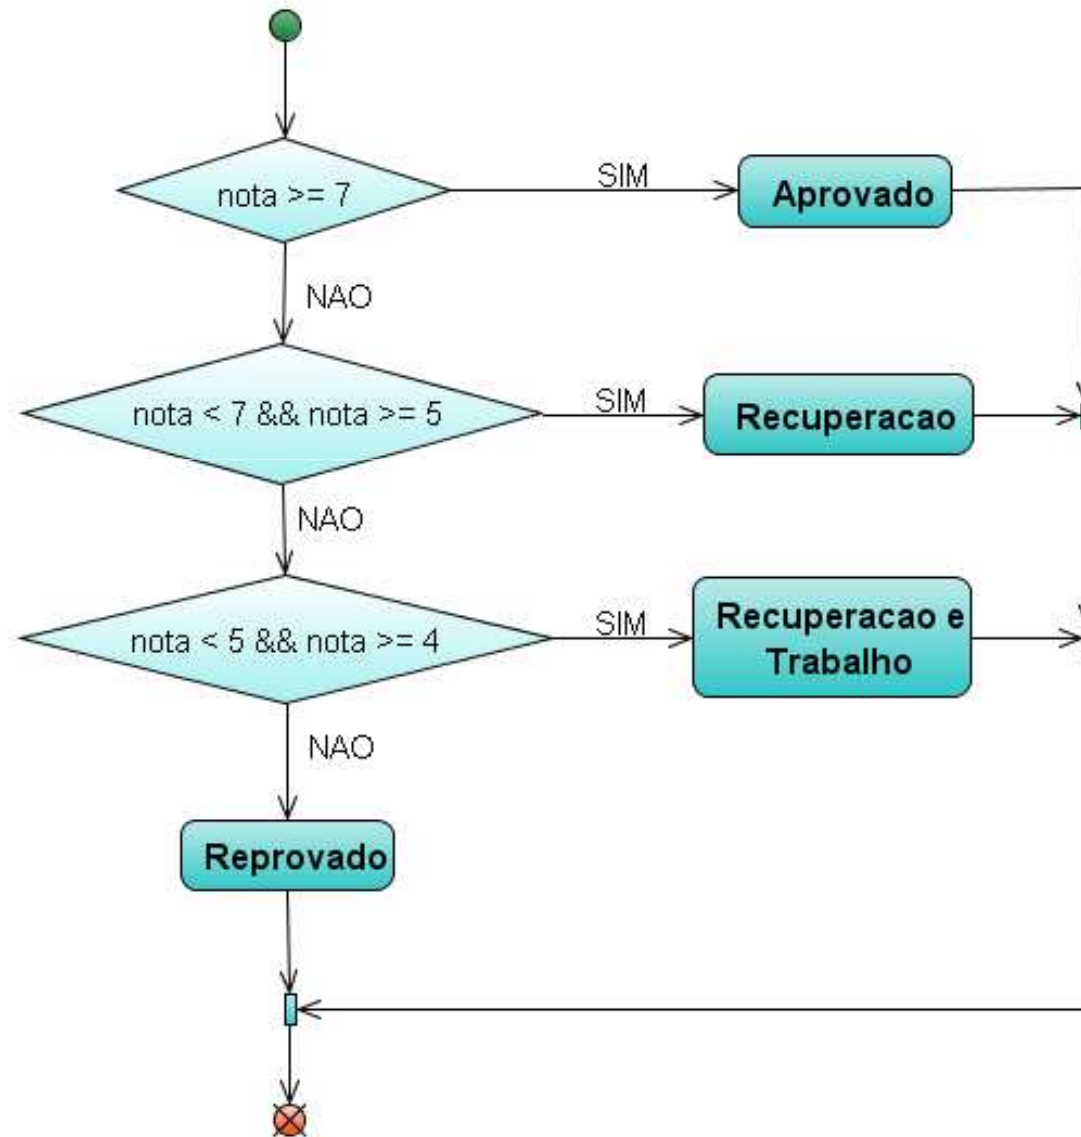 nota >= 7
SIM
Aprovado
NAO
nota < 7 && nota >= 5
SIM
Recuperacao
NAO
nota < 5 && nota >= 4
SIM
Recuperacao e
Trabalho
NAO
Reprovado